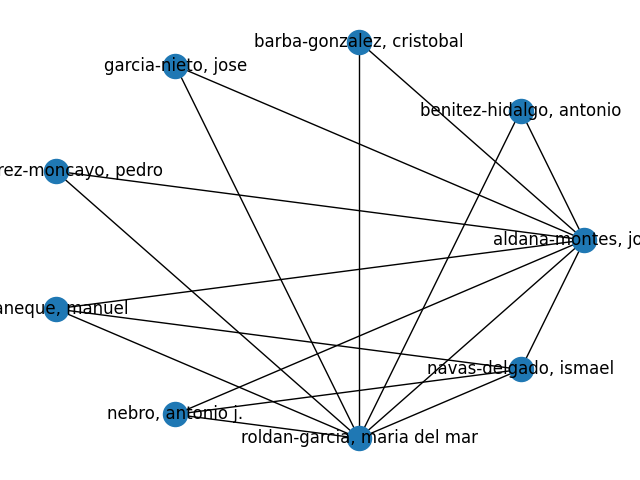 barba-gonzalez, cristobal
garcia-nieto, jose
benitez-hidalgo, antonio
rez-moncayo, pedro
aldana-montes, jo
aneque, manuel
navas-delgado, ismael
nebro, antonio j.
roldan-garcia, maria del mar